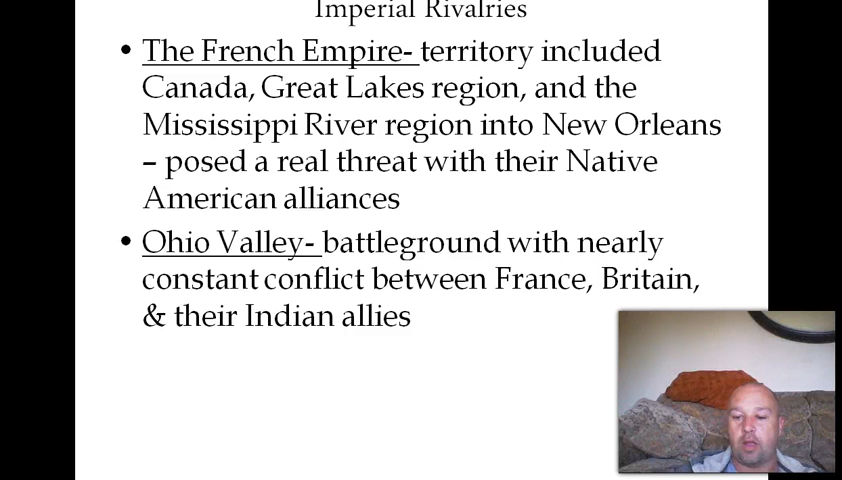 Imperial Rivalries
• The French Empire- territory included
Canada, Great Lakes region, and the
Mississippi River region into New Orleans
– posed a real threat with their Native
American alliances
• Ohio Valley- battleground with nearly
constant conflict between France, Britain,
& their Indian allies